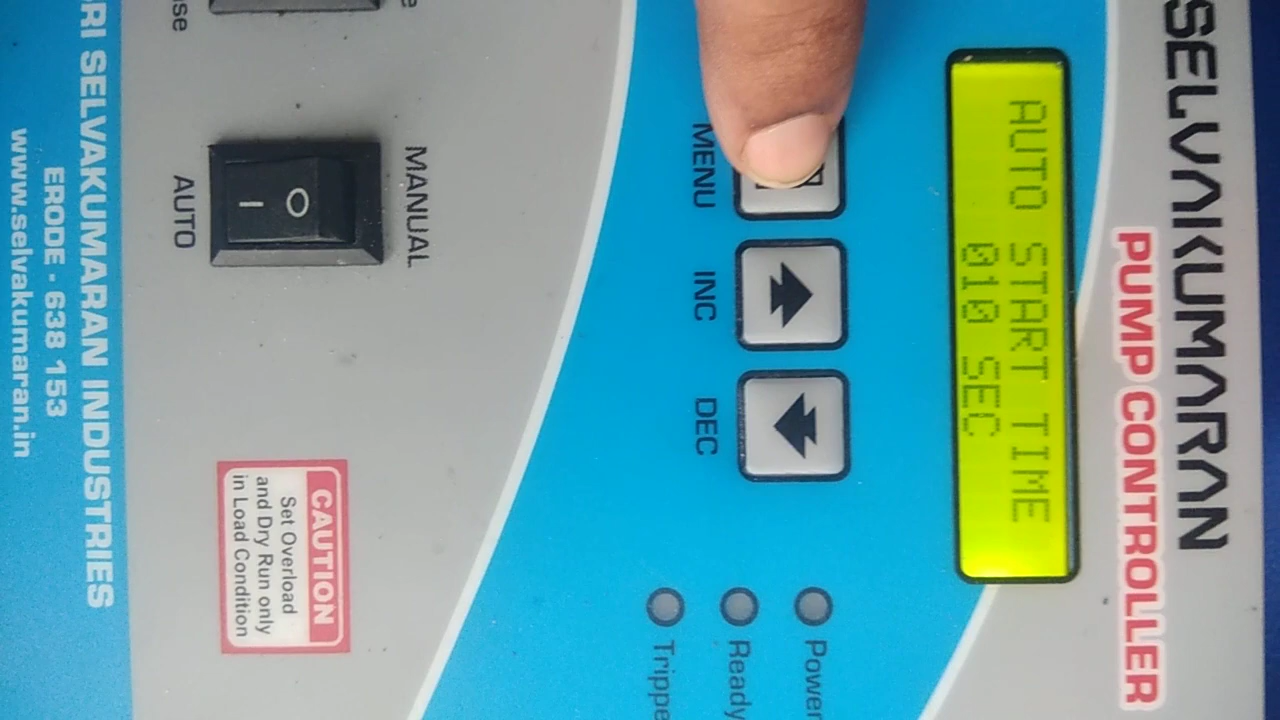 SELVAKUMARAN
PUMP CONTROLLER
AUTO START TIME
010 SEC
MENU
INC
DEC
Power
Ready
MANUAL
O
I
AUTO
CAUTION
Set Overload
and Dry Run only
in Load Condition
SELVAKUMARAN INDUSTRIES
ERODE - 638 153
www.selvakumaran.in